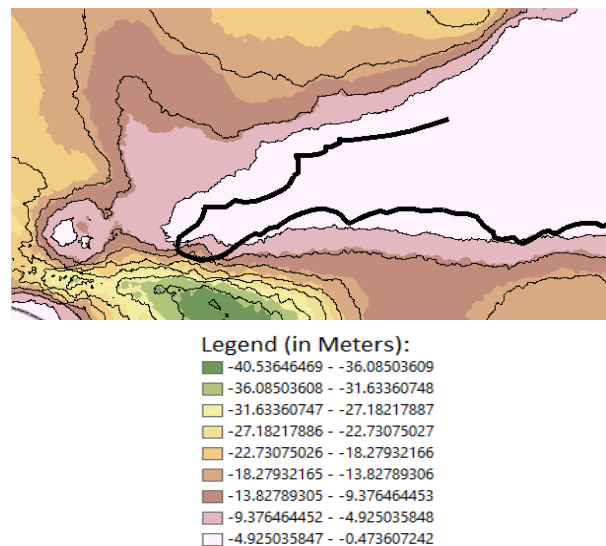 Legend (in Meters):
-40.53646469 - -36.08503609
-36.08503608 - -31.63360748
-31.63360747 - -27.18217887
-27.18217886 - -22.73075027
-22.73075026 - -18.27932166
-18.27932165 - -13.82789306
-13.82789305 - -9.376464453
-9.376464452 - -4.925035848
-4.925035847 - -0.473607242